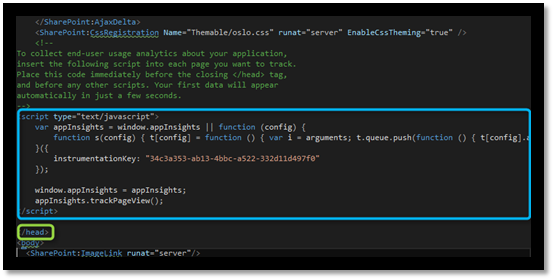 </SharePoint:AjaxDelta>
<SharePoint:CssRegistration Name="Themable/oslo.css" runat="server" EnableCssTheming="true" />
<!--
To collect end-user usage analytics about your application,
insert the following script into each page you want to track.
Place this code immediately before the closing </head> tag,
and before any other scripts. Your first data will appear
automatically in just a few seconds.
-->
script type="text/javascript">
var appInsights = window.appInsights || function (config) {
function s(config) { t[config] = function () { var i = arguments; t.queue.push(function () { t[config].a
}({
instrumentationKey: "34c3a353-ab13-4bbc-a522-332d11d497f0"
});
window.appInsights = appInsights;
appInsights.trackPageView();
/script>
/head>
<body>
<SharePoint:ImageLink runat="server"/>